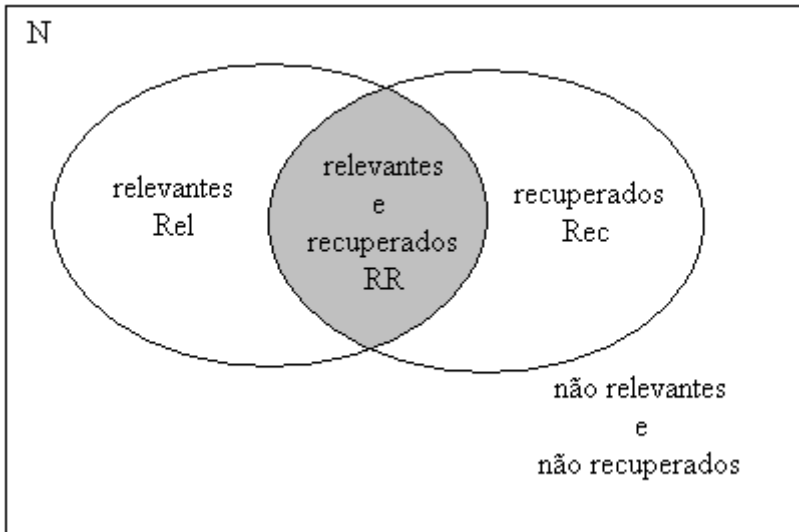 N
relevantes
Rel
relevantes
e
recuperados
RR
recuperados
Rec
não relevantes
e
não recuperados